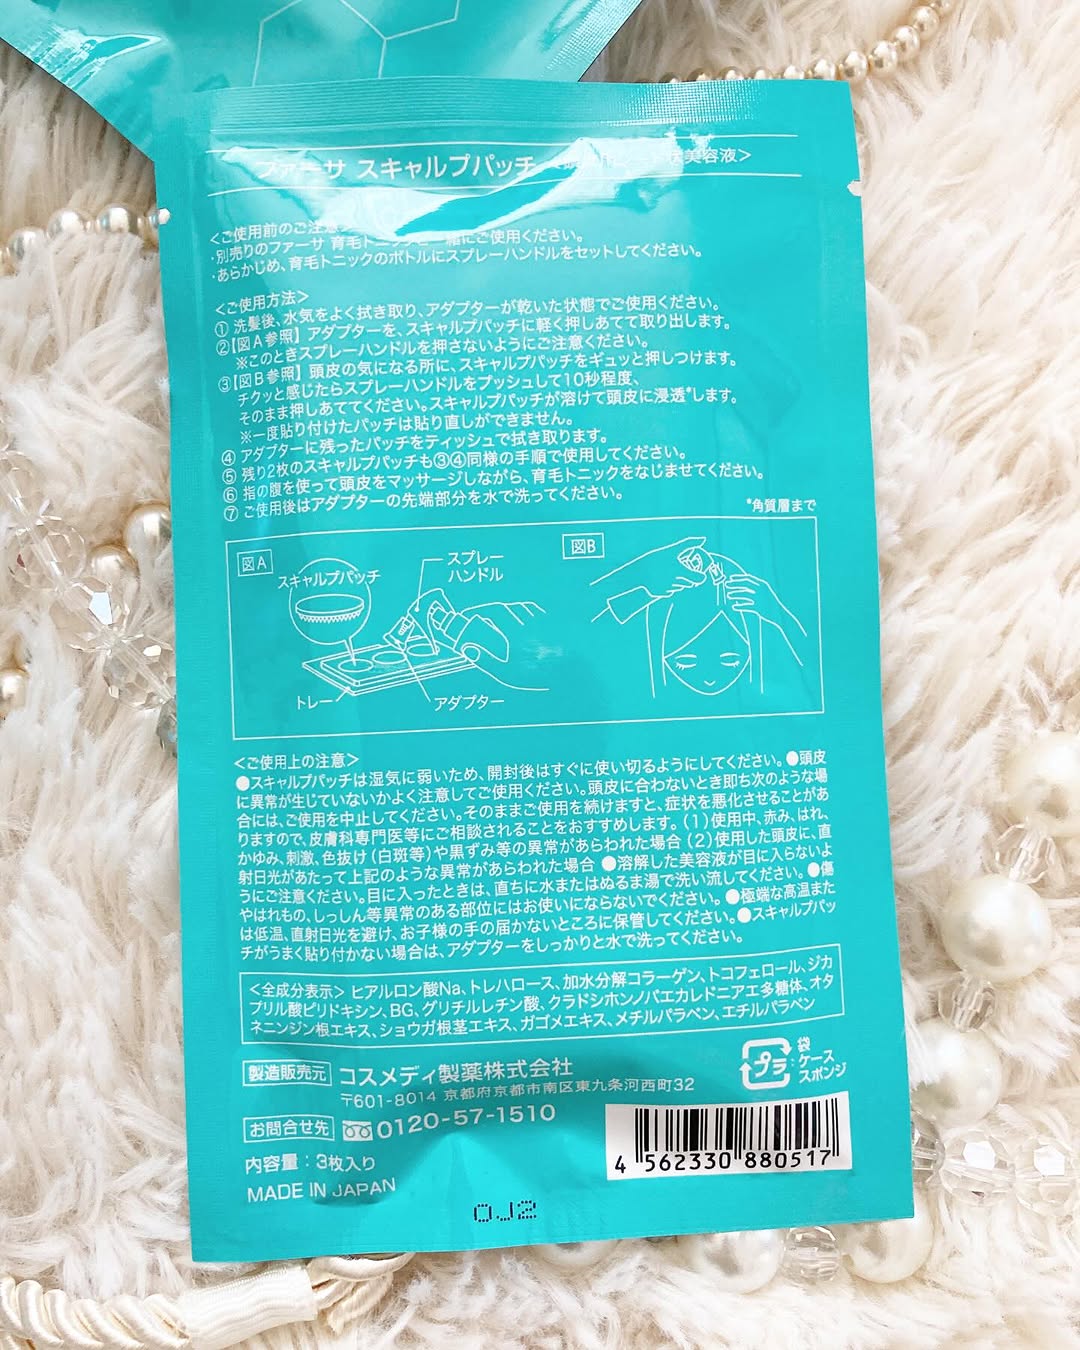 ファーサ スキャルプパッチ 美容液＞
＜ご使用前のご注意＞
・別売りのファーサ 育毛トニックと一緒にご使用ください。
・あらかじめ、育毛トニックのボトルにスプレーハンドルをセットしてください。
＜ご使用方法＞
① 洗髪後、水気をよく拭き取り、アダプターが乾いた状態でご使用ください。
②【図A参照】アダプターを、スキャルプパッチに軽く押しあてて取り出します。
※このときスプレーハンドルを押さないようにご注意ください。
③【図B参照】頭皮の気になる所に、スキャルプパッチをギュッと押しつけます。
チクッと感じたらスプレーハンドルをプッシュして10秒程度、
そのまま押しあててください。スキャルプパッチが溶けて頭皮に浸透*します。
※一度貼り付けたパッチは貼り直しができません。
④ アダプターに残ったパッチをティッシュで拭き取ります。
⑤ 残り2枚のスキャルプパッチも③④同様の手順で使用してください。
⑥ 指の腹を使って頭皮をマッサージしながら、育毛トニックをなじませてください。
⑦ ご使用後はアダプターの先端部分を水で洗ってください。
*角質層まで
図A
スキャルプパッチ
スプレー
ハンドル
トレー
アダプター
図B
＜ご使用上の注意＞
●スキャルプパッチは湿気に弱いため、開封後はすぐに使い切るようにしてください。●頭皮
に異常が生じていないかよく注意してご使用ください。頭皮に合わないとき即ち次のような場
合には、ご使用を中止してください。そのままご使用を続けますと、症状を悪化させることがあ
りますので、皮膚科専門医等にご相談されることをおすすめします。（1）使用中、赤み、はれ、
かゆみ、刺激、色抜け（白斑等）や黒ずみ等の異常があらわれた場合（2）使用した頭皮に、直
射日光があたって上記のような異常があらわれた場合 ●溶解した美容液が目に入らないよ
うにご注意ください。目に入ったときは、直ちに水またはぬるま湯で洗い流してください。●傷
やはれもの、しっしん等異常のある部位にはお使いにならないでください。●極端な高温また
は低温、直射日光を避け、お子様の手の届かないところに保管してください。●スキャルプパッ
チがうまく貼り付かない場合は、アダプターをしっかりと水で洗ってください。
＜全成分表示＞ ヒアルロン酸Na、トレハロース、加水分解コラーゲン、トコフェロール、ジカ
プリル酸ピリドキシン、BG、グリチルレチン酸、クラドシホンノバエカレドニアエ多糖体、オタ
ネニンジン根エキス、ショウガ根茎エキス、ガゴメエキス、メチルパラベン、エチルパラベン
製造販売元 コスメディ製薬株式会社
〒601-8014 京都府京都市南区東九条河西町32
お問合せ先 0120-57-1510
内容量：3枚入り
MADE IN JAPAN
プラ
袋
ケース
スポンジ
4 562330 880517
0J2